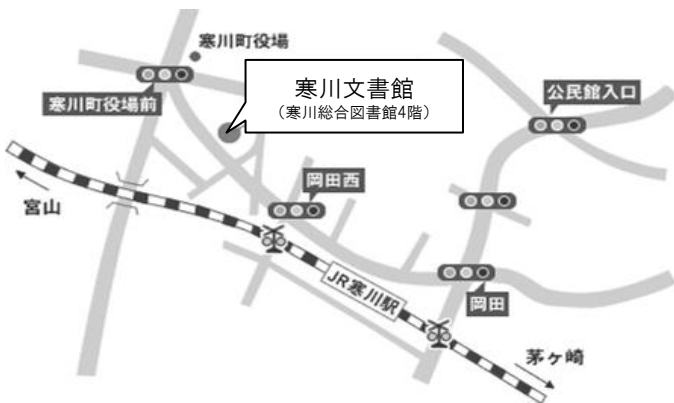 寒川町役場
寒川文書館
（寒川総合図書館4階）
寒川町役場前
公民館入口
岡田西
宮山
JR寒川駅
岡田
茅ヶ崎